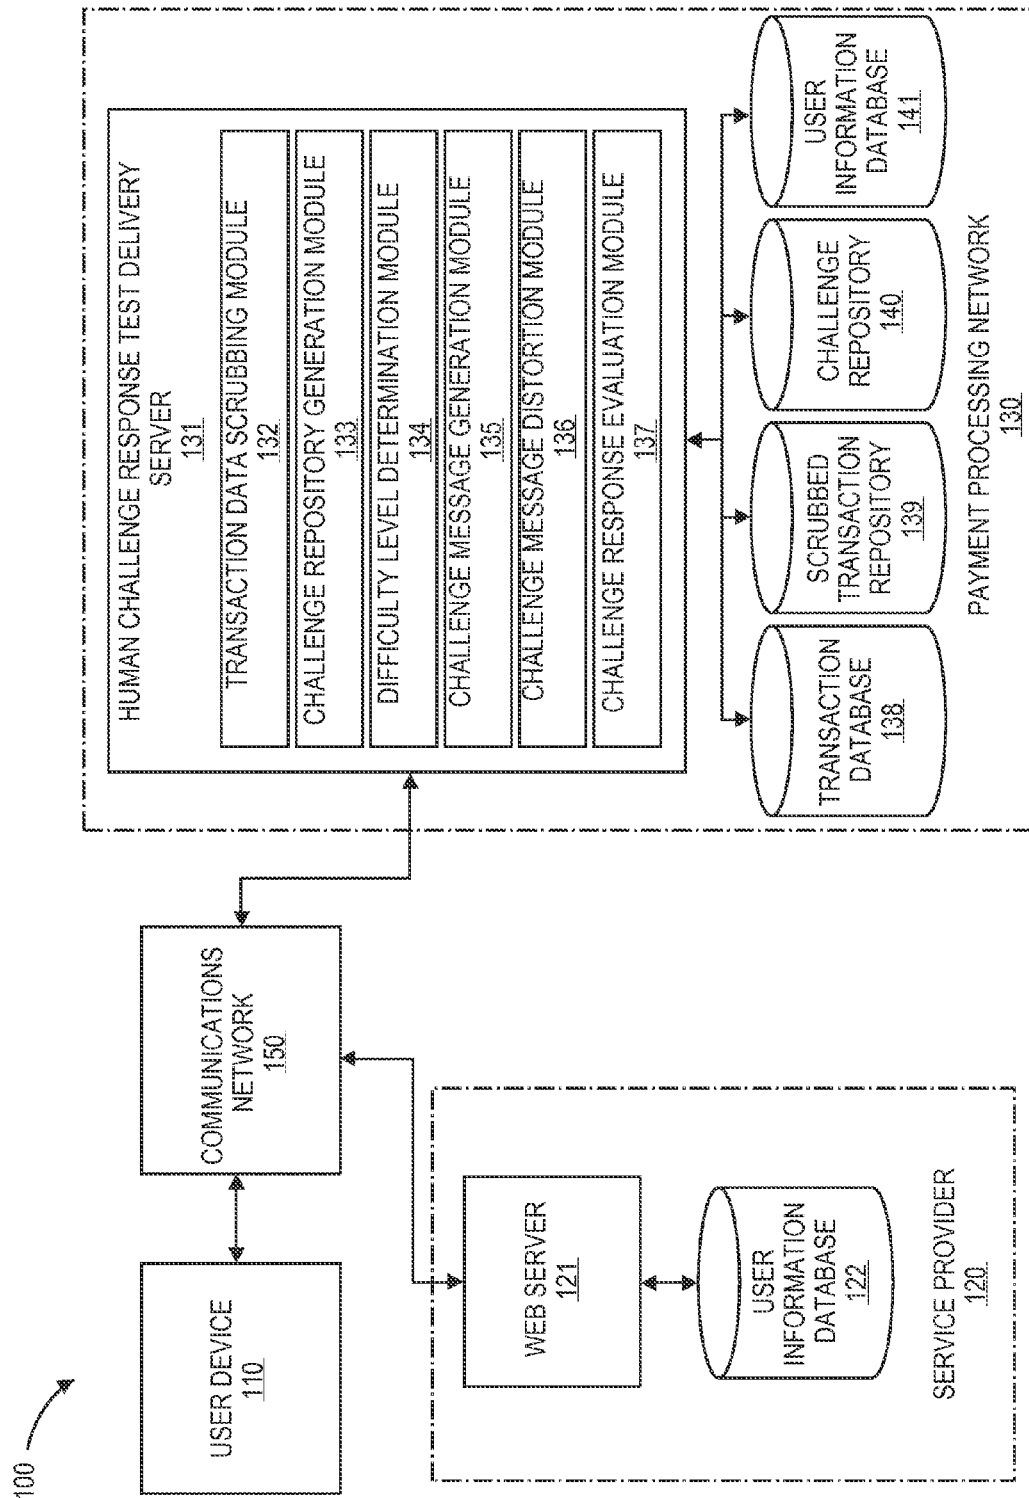 100
USER DEVICE
110
COMMUNICATIONS
NETWORK
150
WEB SERVER
121
USER
INFORMATION
DATABASE
122
SERVICE PROVIDER
120
HUMAN CHALLENGE RESPONSE TEST DELIVERY
SERVER
131
TRANSACTION DATA SCRUBBING MODULE
132
CHALLENGE REPOSITORY GENERATION MODULE
133
DIFFICULTY LEVEL DETERMINATION MODULE
134
CHALLENGE MESSAGE GENERATION MODULE
135
CHALLENGE MESSAGE DISTORTION MODULE
136
CHALLENGE RESPONSE EVALUATION MODULE
137
TRANSACTION
DATABASE
138
SCRUBBED
TRANSACTION
REPOSITORY
139
CHALLENGE
REPOSITORY
140
USER
INFORMATION
DATABASE
141
PAYMENT PROCESSING NETWORK
130